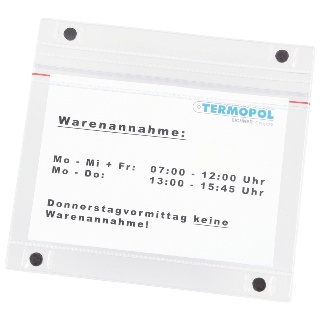 TERMOPOL
Warenannahme:
Mo - Mi + Fr: 07:00 - 12:00 Uhr
Mo - Do: 13:00 - 15:45 Uhr
Donnerstagvormittag keine
Warenannahme!